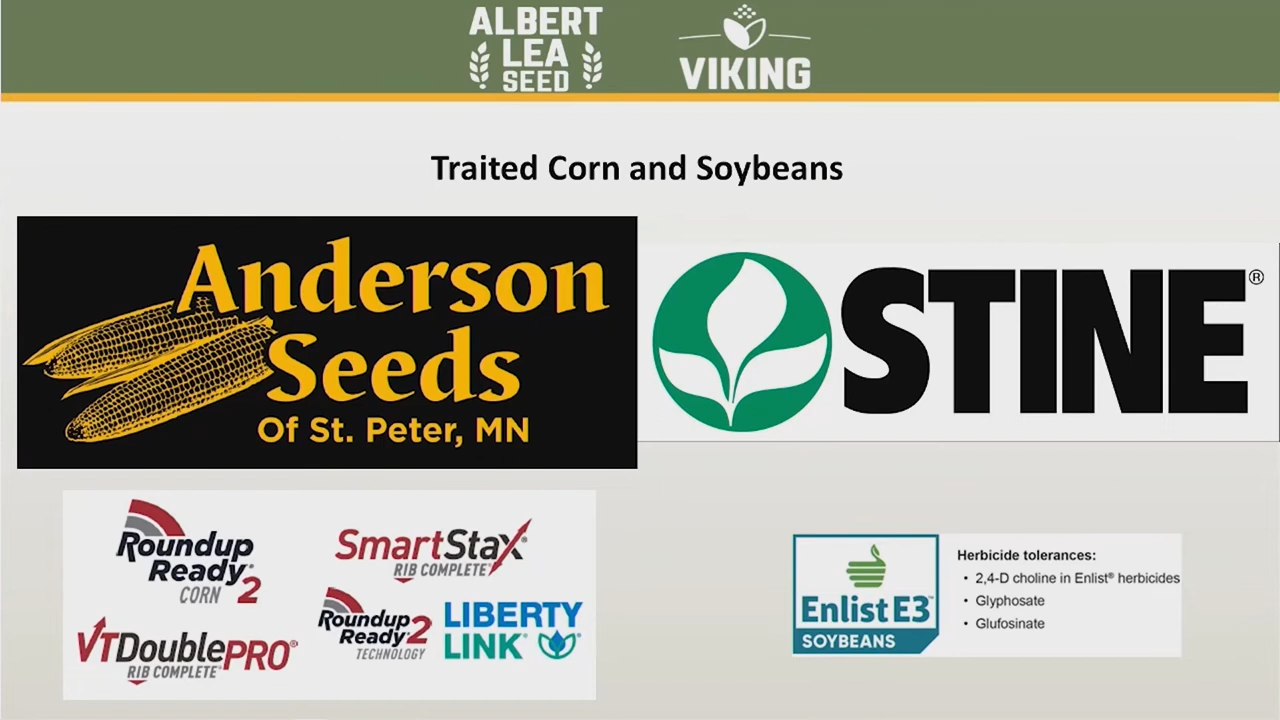 ALBERT
LEA
SEED
VIKING
Traited Corn and Soybeans
Anderson
Seeds
Of St. Peter, MN
STINE®
Roundup
Ready®2
CORN
SmartStax®
RIB COMPLETE®
VTDoublePRO®
RIB COMPLETE®
Roundup
Ready®2
TECHNOLOGY
LIBERTY
LINK®
Enlist E3™
SOYBEANS
Herbicide tolerances:
• 2,4-D choline in Enlist® herbicides
• Glyphosate
• Glufosinate